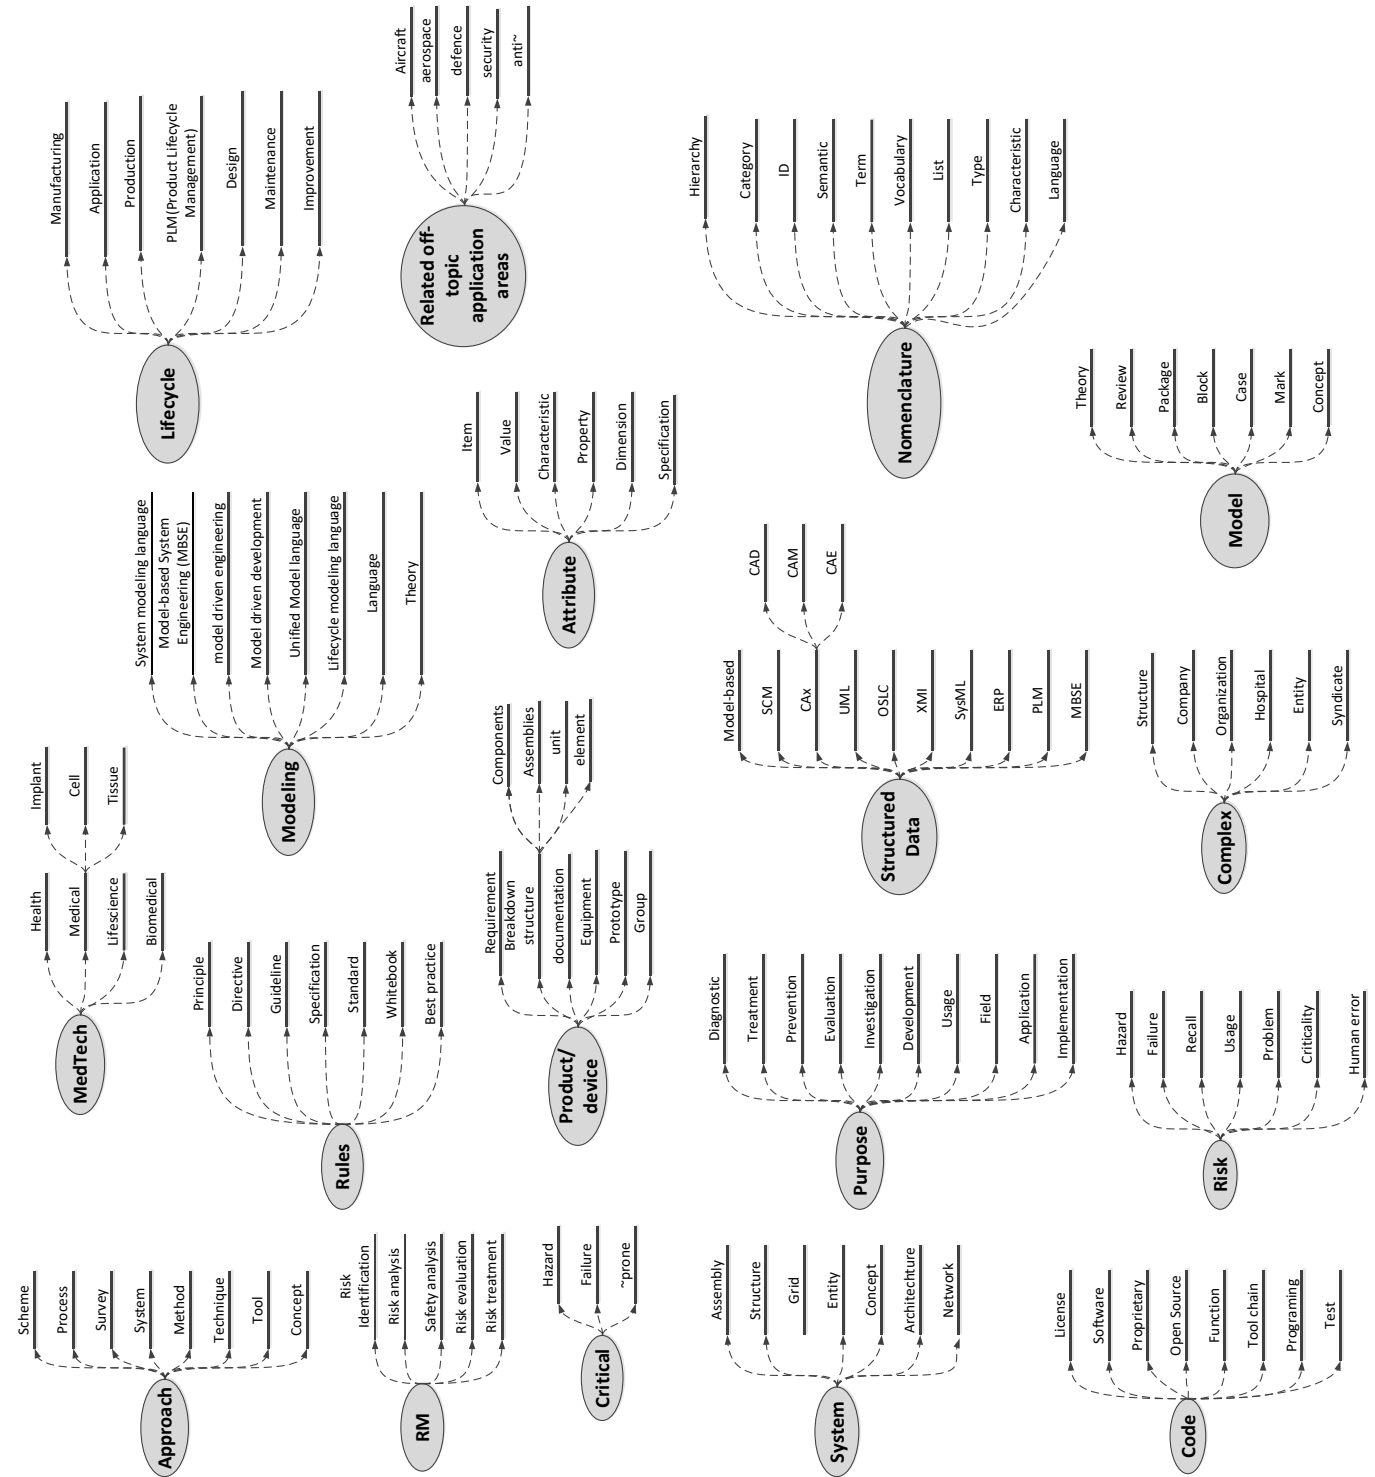 Approach
Scheme
Process
Survey
System
Method
Technique
Tool
Concept
MedTech
Health
Medical
Lifescience
Biomedical
Implant
Cell
Tissue
Lifecycle
Manufacturing
Application
Production
PLM(Product Lifecycle
Management)
Design
Maintenance
Improvement
Rules
Principle
Directive
Guideline
Specification
Standard
Whitebook
Best practice
Modeling
System modeling language
Model-based System
Engineering (MBSE)
model driven engineering
Model driven development
Unified Model language
Lifecycle modeling language
Language
Theory
Related off-
topic
application
areas
Aircraft
aerospace
defence
security
anti~
RM
Risk
Identification
Risk analysis
Safety analysis
Risk evaluation
Risk treatment
Product/
device
Requirement
Breakdown
structure
documentation
Equipment
Prototype
Group
Components
Assemblies
unit
element
Attribute
Item
Value
Characteristic
Property
Dimension
Specification
Critical
Hazard
Failure
~prone
System
Assembly
Structure
Grid
Entity
Concept
Architechture
Network
Purpose
Diagnostic
Treatment
Prevention
Evaluation
Investigation
Development
Usage
Field
Application
Implementation
Structured
Data
Model-based
SCM
CAx
UML
OSLC
XMI
SysML
ERP
PLM
MBSE
CAD
CAM
CAE
Nomenclature
Hierarchy
Category
ID
Semantic
Term
Vocabulary
List
Type
Characteristic
Language
Code
License
Software
Proprietary
Open Source
Function
Tool chain
Programing
Test
Risk
Hazard
Failure
Recall
Usage
Problem
Criticality
Human error
Complex
Structure
Company
Organization
Hospital
Entity
Syndicate
Model
Theory
Review
Package
Block
Case
Mark
Concept